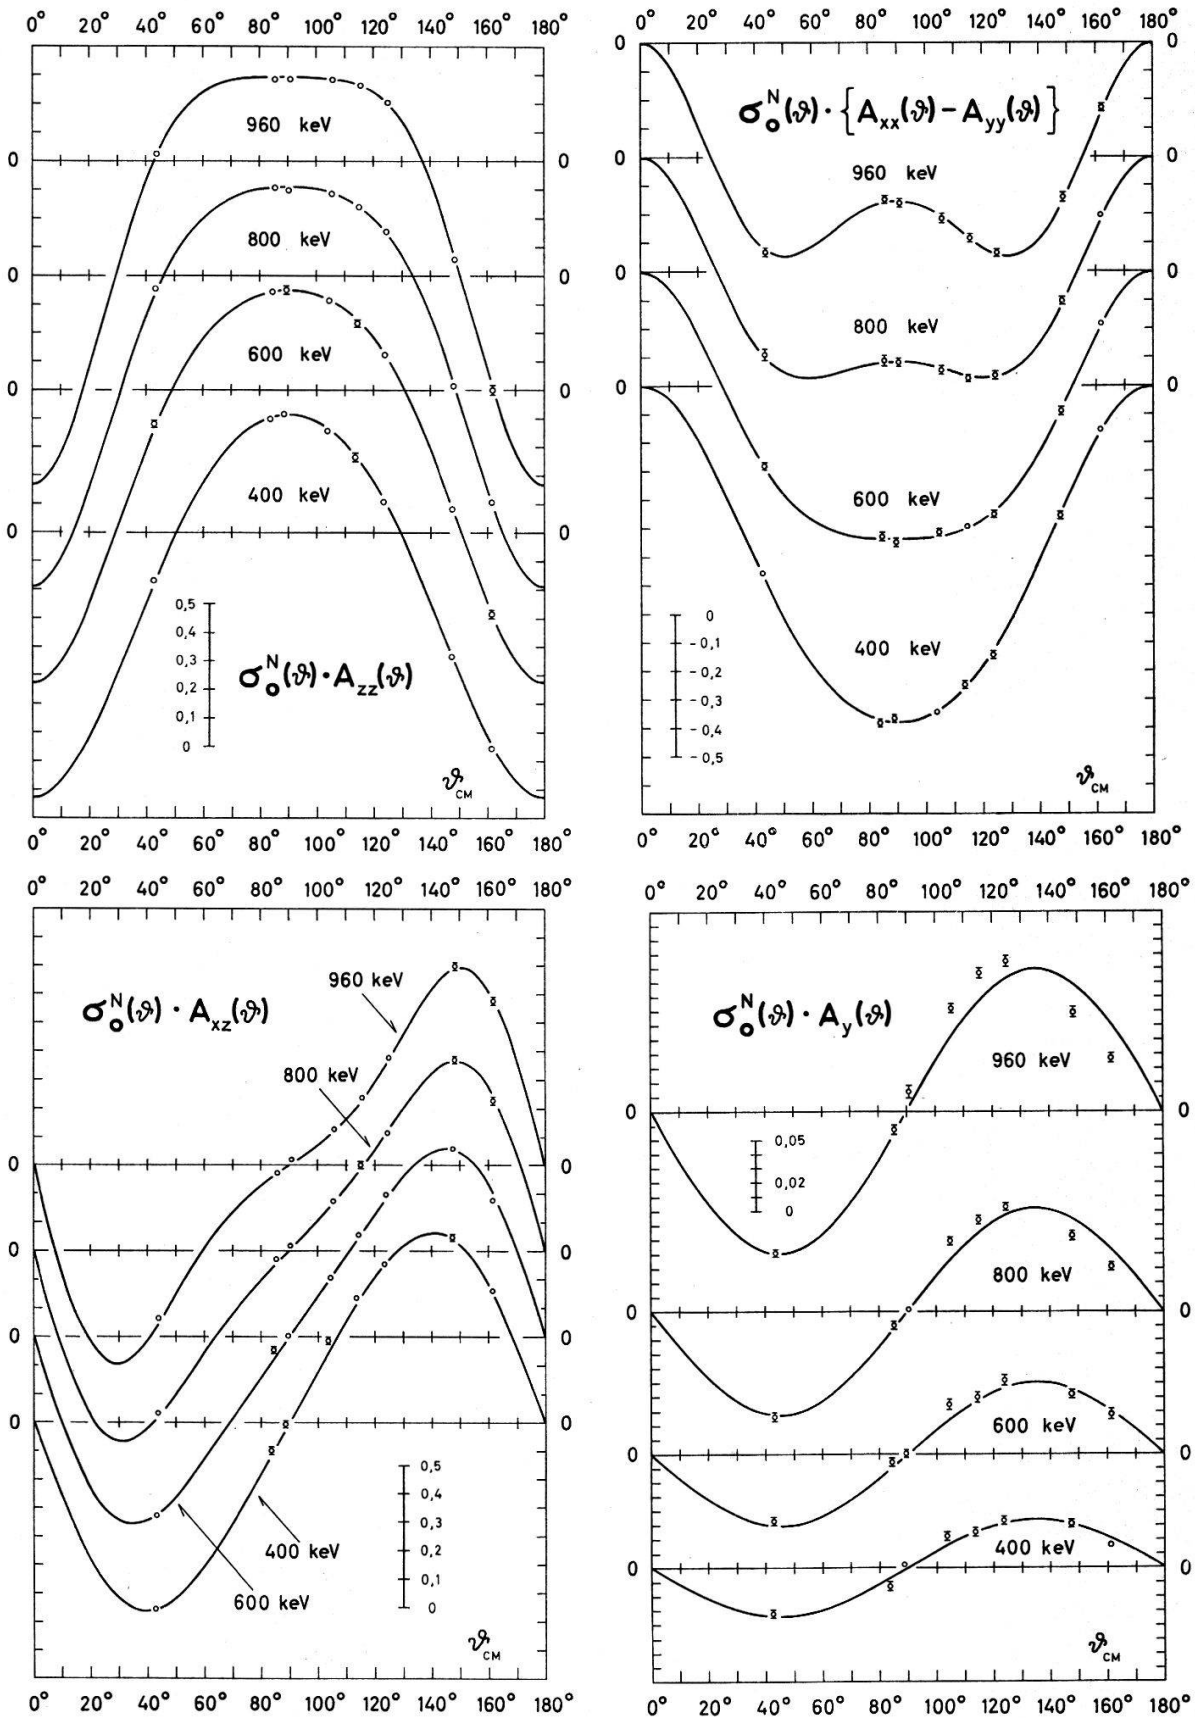 0° 20° 40° 60° 80° 100° 120° 140° 160° 180°
0 960 keV 0
0 800 keV 0
0 600 keV 0
0 400 keV 0
0,5
0,4
0,3
0,2
0,1
0
σ₀ᴺ(ϑ)·A_zz(ϑ)
ϑ_CM
0° 20° 40° 60° 80° 100° 120° 140° 160° 180°
0° 20° 40° 60° 80° 100° 120° 140° 160° 180°
0 0
σ₀ᴺ(ϑ)·{A_xx(ϑ)−A_yy(ϑ)}
0 960 keV 0
0 800 keV 0
0 0
600 keV
400 keV
0
-0,1
-0,2
-0,3
-0,4
-0,5
ϑ_CM
0° 20° 40° 60° 80° 100° 120° 140° 160° 180°
0° 20° 40° 60° 80° 100° 120° 140° 160° 180°
σ₀ᴺ(ϑ)·A_xz(ϑ)
960 keV
800 keV
0 0
0 0
0 0
0 0
0,5
0,4
0,3
0,2
0,1
0
400 keV
600 keV
ϑ_CM
0° 20° 40° 60° 80° 100° 120° 140° 160° 180°
0° 20° 40° 60° 80° 100° 120° 140° 160° 180°
σ₀ᴺ(ϑ)·A_y(ϑ)
960 keV
0 0
0,05
0,02
0
800 keV
0 0
600 keV
0 0
400 keV
0 0
ϑ_CM
0° 20° 40° 60° 80° 100° 120° 140° 160° 180°